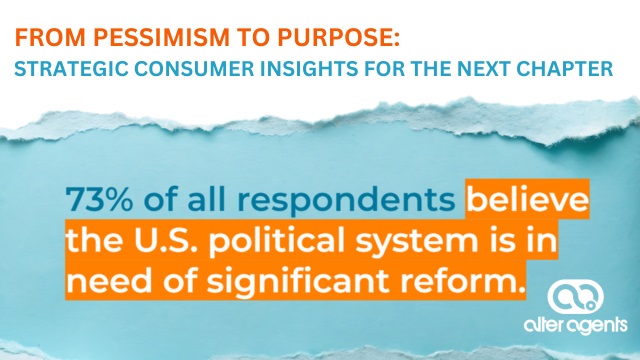 FROM PESSIMISM TO PURPOSE:
STRATEGIC CONSUMER INSIGHTS FOR THE NEXT CHAPTER
73% of all respondents believe
the U.S. political system is in
need of significant reform.
alter agents